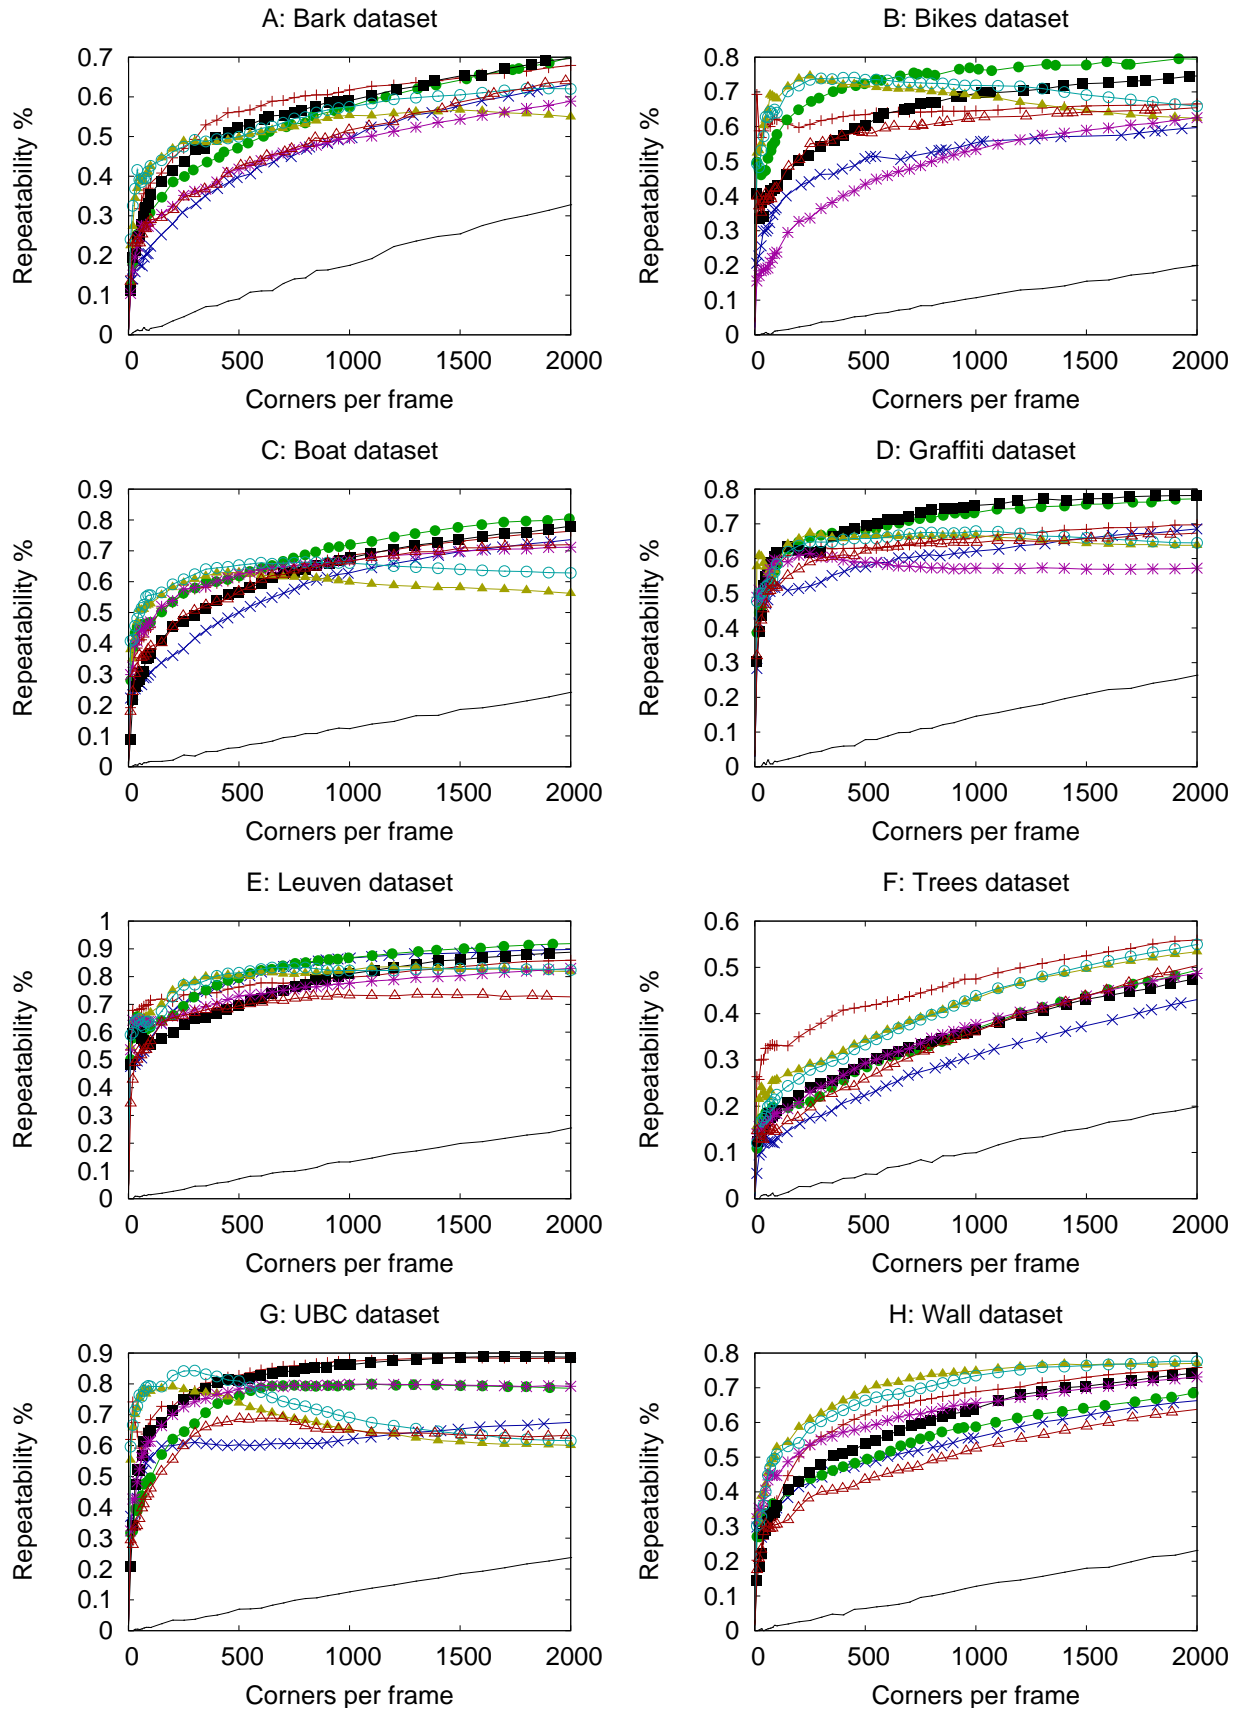 A: Bark dataset
0.7
0.6
0.5
0.4
0.3
0.2
0.1
0
Repeatability %
0 500 1000 1500 2000
Corners per frame
B: Bikes dataset
0.8
0.7
0.6
0.5
0.4
0.3
0.2
0.1
0
Repeatability %
0 500 1000 1500 2000
Corners per frame
C: Boat dataset
0.9
0.8
0.7
0.6
0.5
0.4
0.3
0.2
0.1
0
Repeatability %
0 500 1000 1500 2000
Corners per frame
D: Graffiti dataset
0.8
0.7
0.6
0.5
0.4
0.3
0.2
0.1
0
Repeatability %
0 500 1000 1500 2000
Corners per frame
E: Leuven dataset
1
0.9
0.8
0.7
0.6
0.5
0.4
0.3
0.2
0.1
0
Repeatability %
0 500 1000 1500 2000
Corners per frame
F: Trees dataset
0.6
0.5
0.4
0.3
0.2
0.1
0
Repeatability %
0 500 1000 1500 2000
Corners per frame
G: UBC dataset
0.9
0.8
0.7
0.6
0.5
0.4
0.3
0.2
0.1
0
Repeatability %
0 500 1000 1500 2000
Corners per frame
H: Wall dataset
0.8
0.7
0.6
0.5
0.4
0.3
0.2
0.1
0
Repeatability %
0 500 1000 1500 2000
Corners per frame